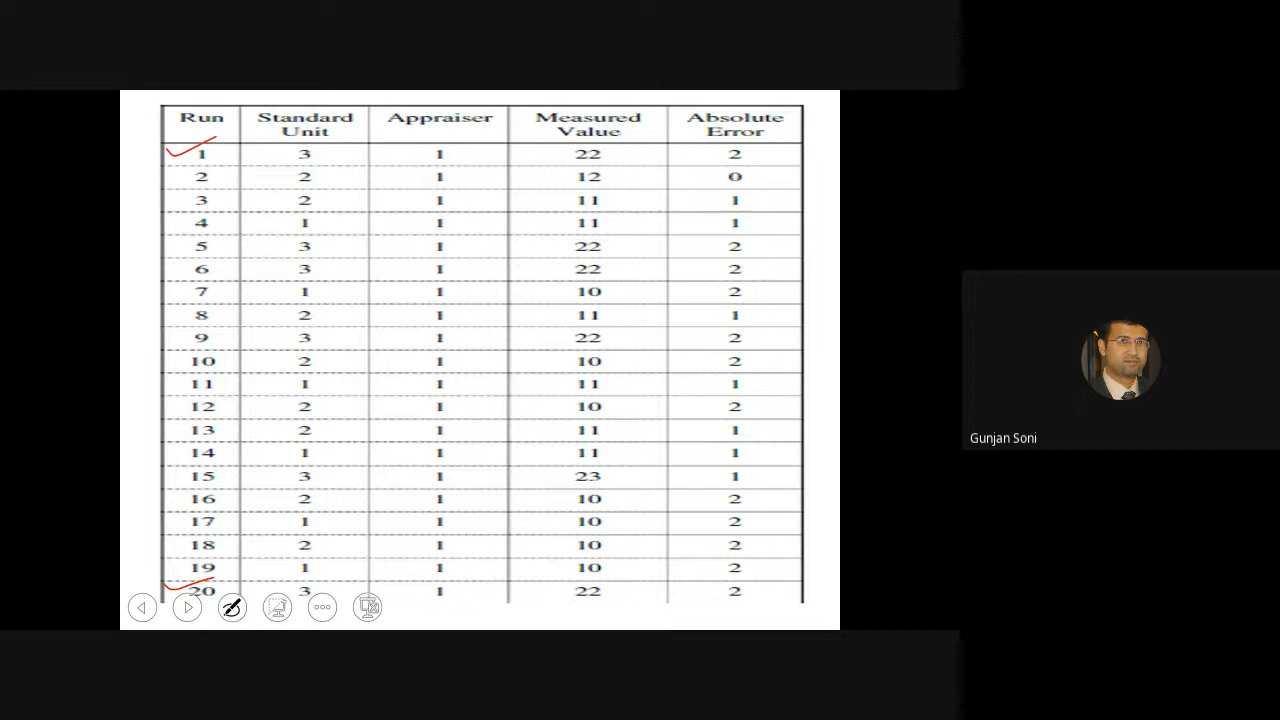 Run Standard Unit Appraiser Measured Value Absolute Error
1 3 1 22 2
2 2 1 12 0
3 2 1 11 1
4 1 1 11 1
5 3 1 22 2
6 3 1 22 2
7 1 1 10 2
8 2 1 11 1
9 3 1 22 2
10 2 1 10 2
11 1 1 11 1
12 2 1 10 2
13 2 1 11 1
14 1 1 11 1
15 3 1 23 1
16 2 1 10 2
17 1 1 10 2
18 2 1 10 2
19 1 1 10 2
20 3 1 22 2
Gunjan Soni